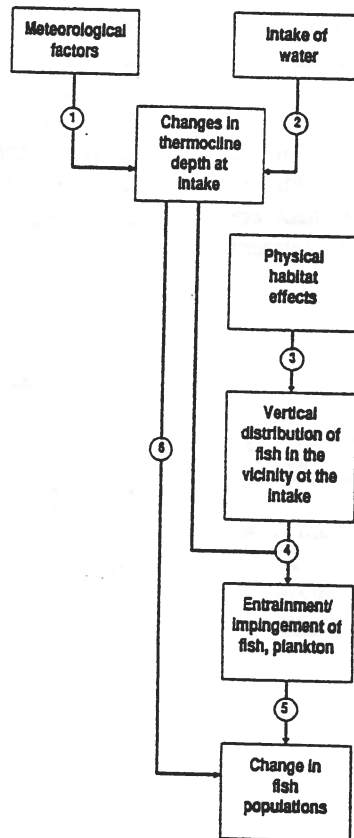 Meteorological
factors
Intake of
water
1
2
Changes in
thermocline
depth at
intake
Physical
habitat
effects
3
Vertical
distribution of
fish in the
vicinity ot the
intake
6
4
Entrainment/
impingement of
fish, plankton
5
Change in
fish
populations